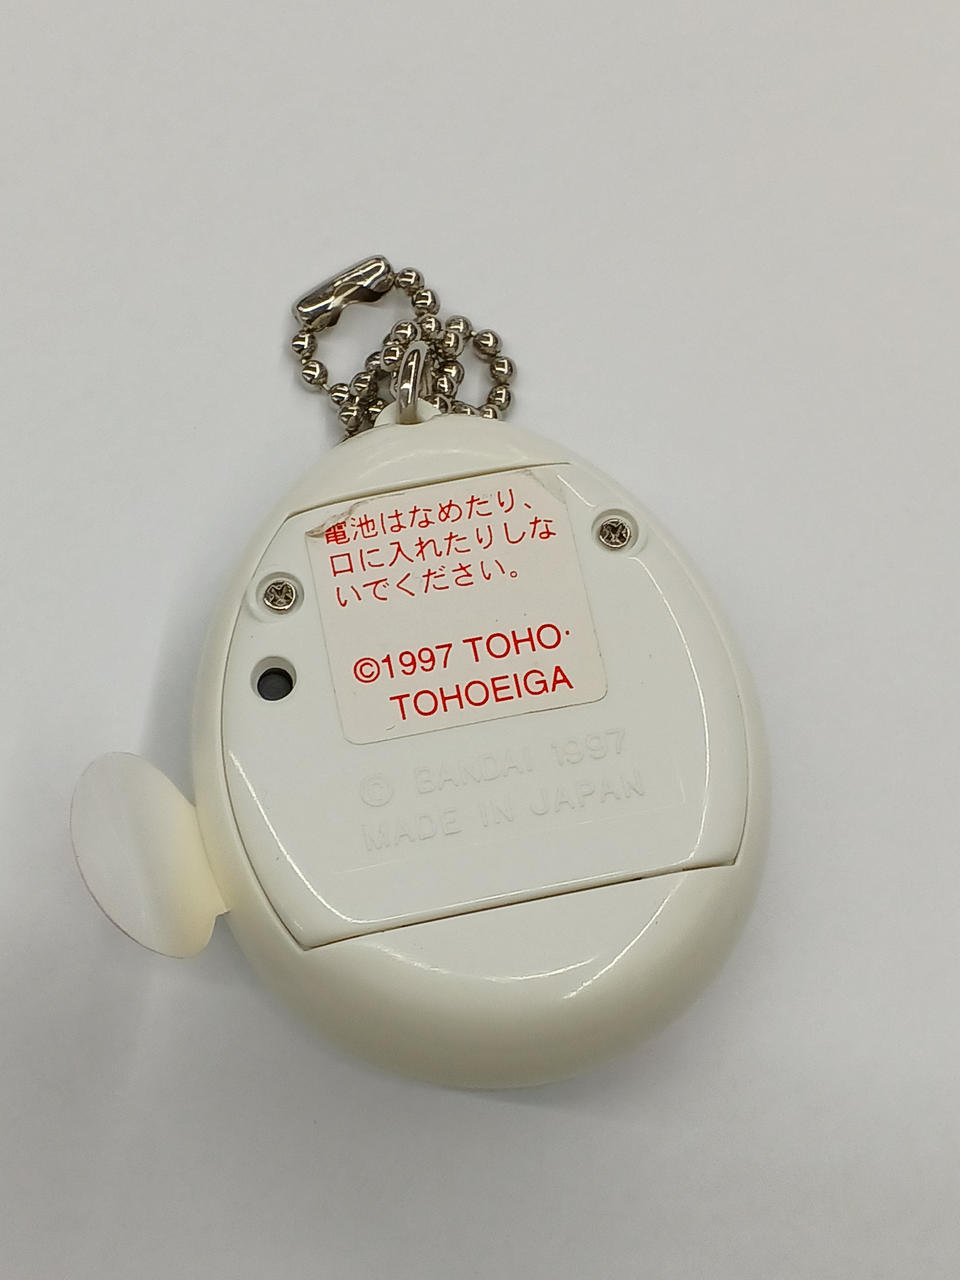 電池はなめたり、
口に入れたりしな
いでください。
©1997 TOHO·
TOHOEIGA
© BANDAI 1997
MADE IN JAPAN